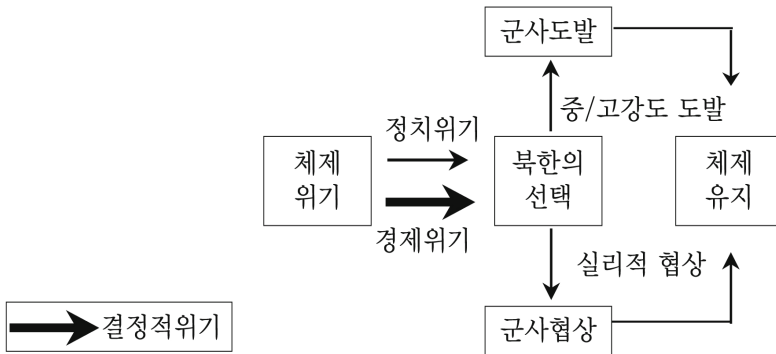 군사도발
중/고강도 도발
정치위기
체제
위기
북한의
선택
체제
유지
경제위기
실리적 협상
군사협상
결정적위기